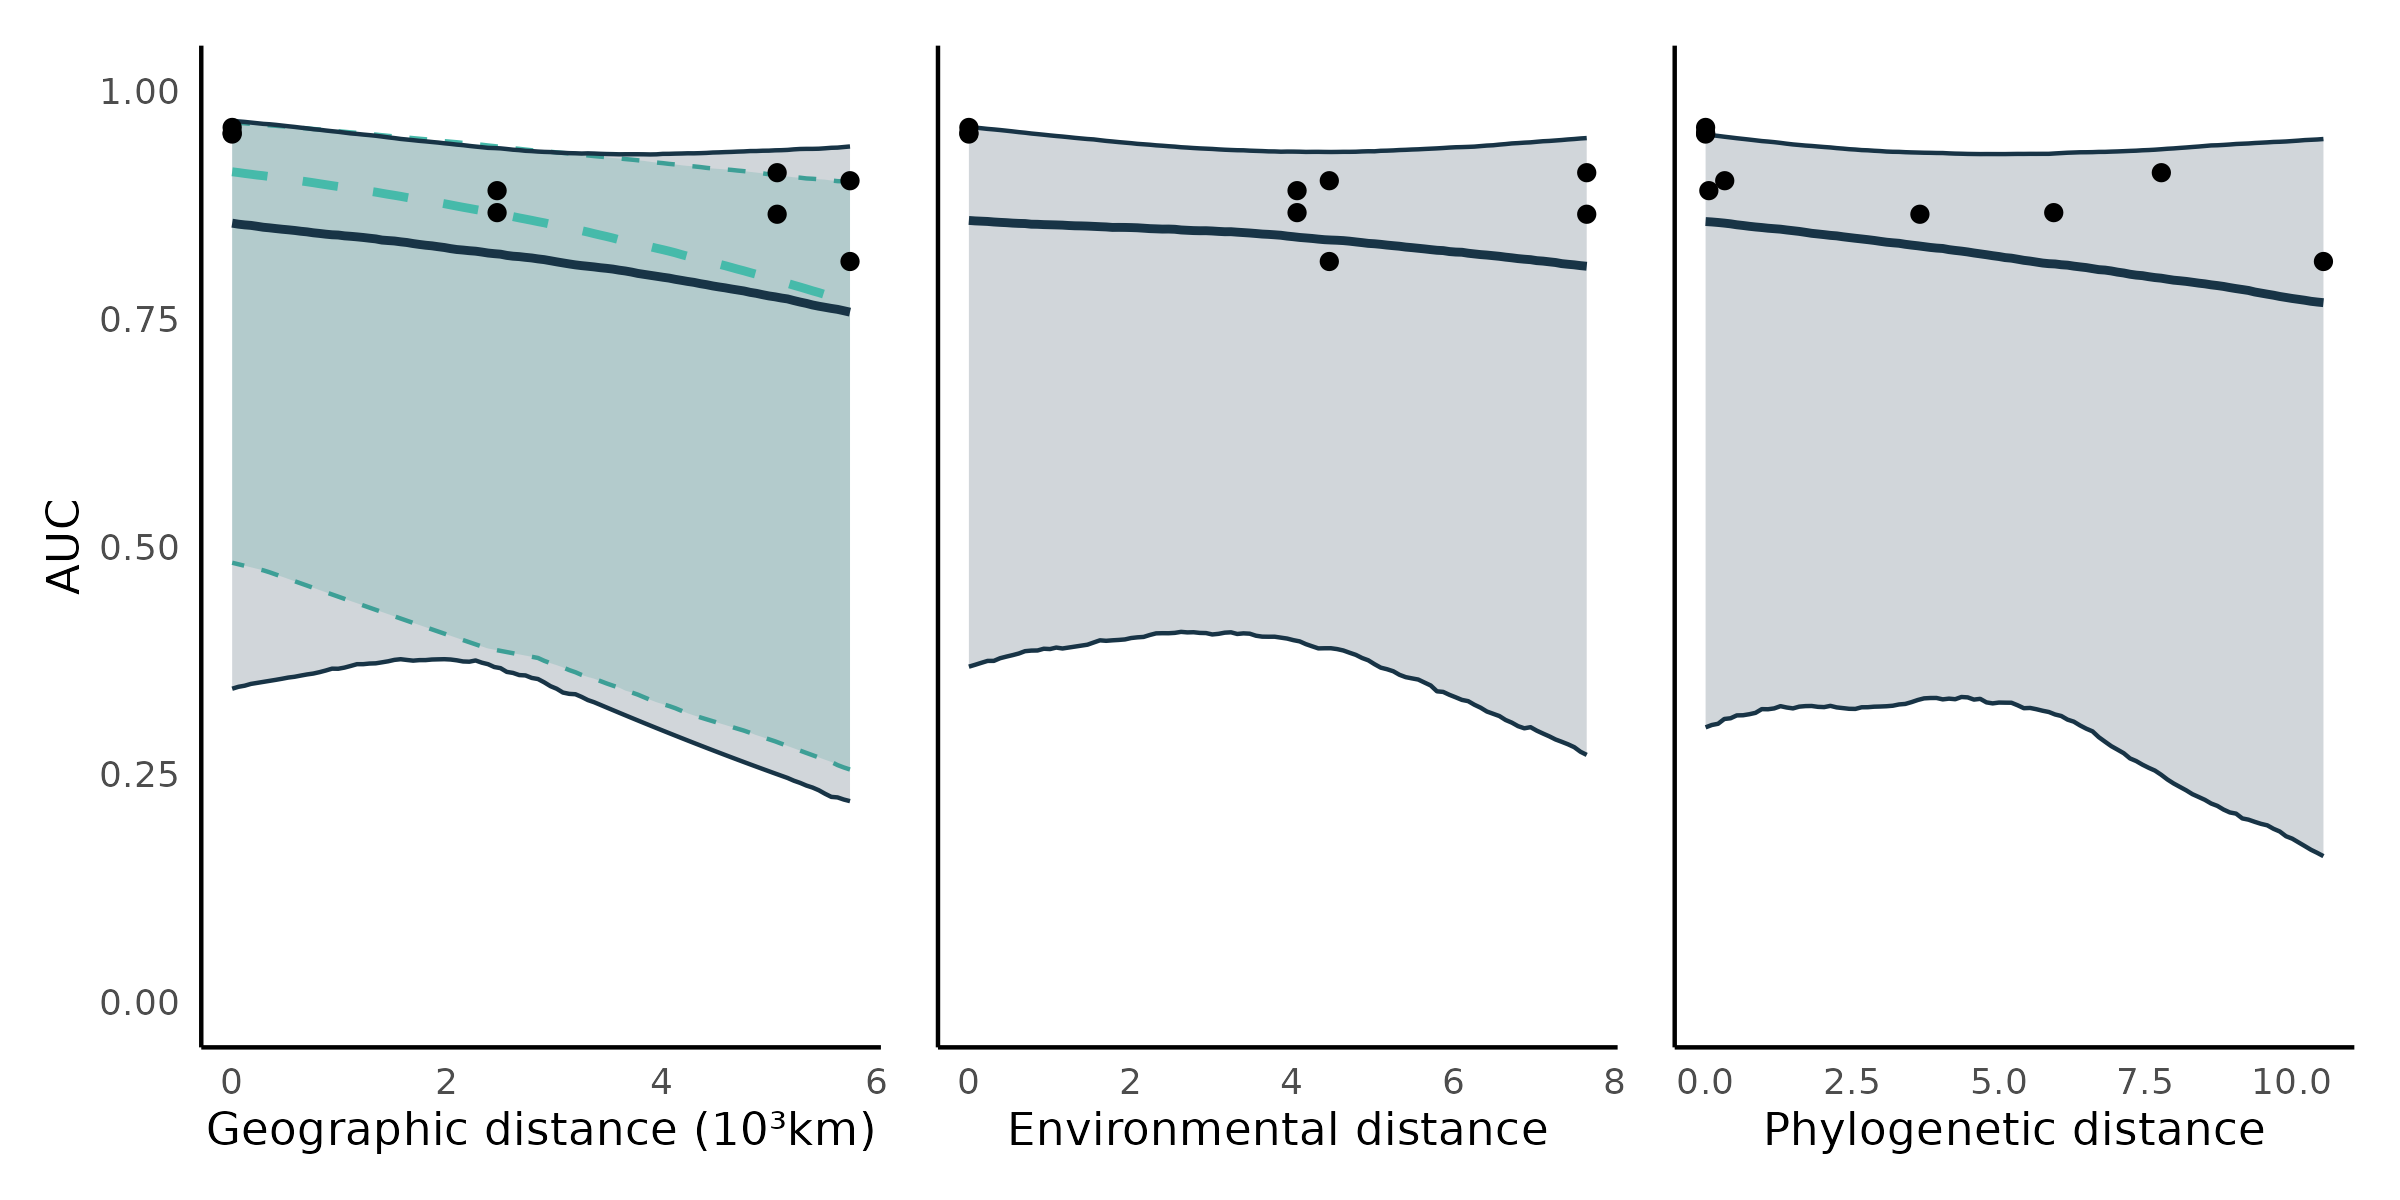 AUC
1.00
0.75
0.50
0.25
0.00
0 2 4 6
Geographic distance (10³km)
0 2 4 6 8
Environmental distance
0.0 2.5 5.0 7.5 10.0
Phylogenetic distance